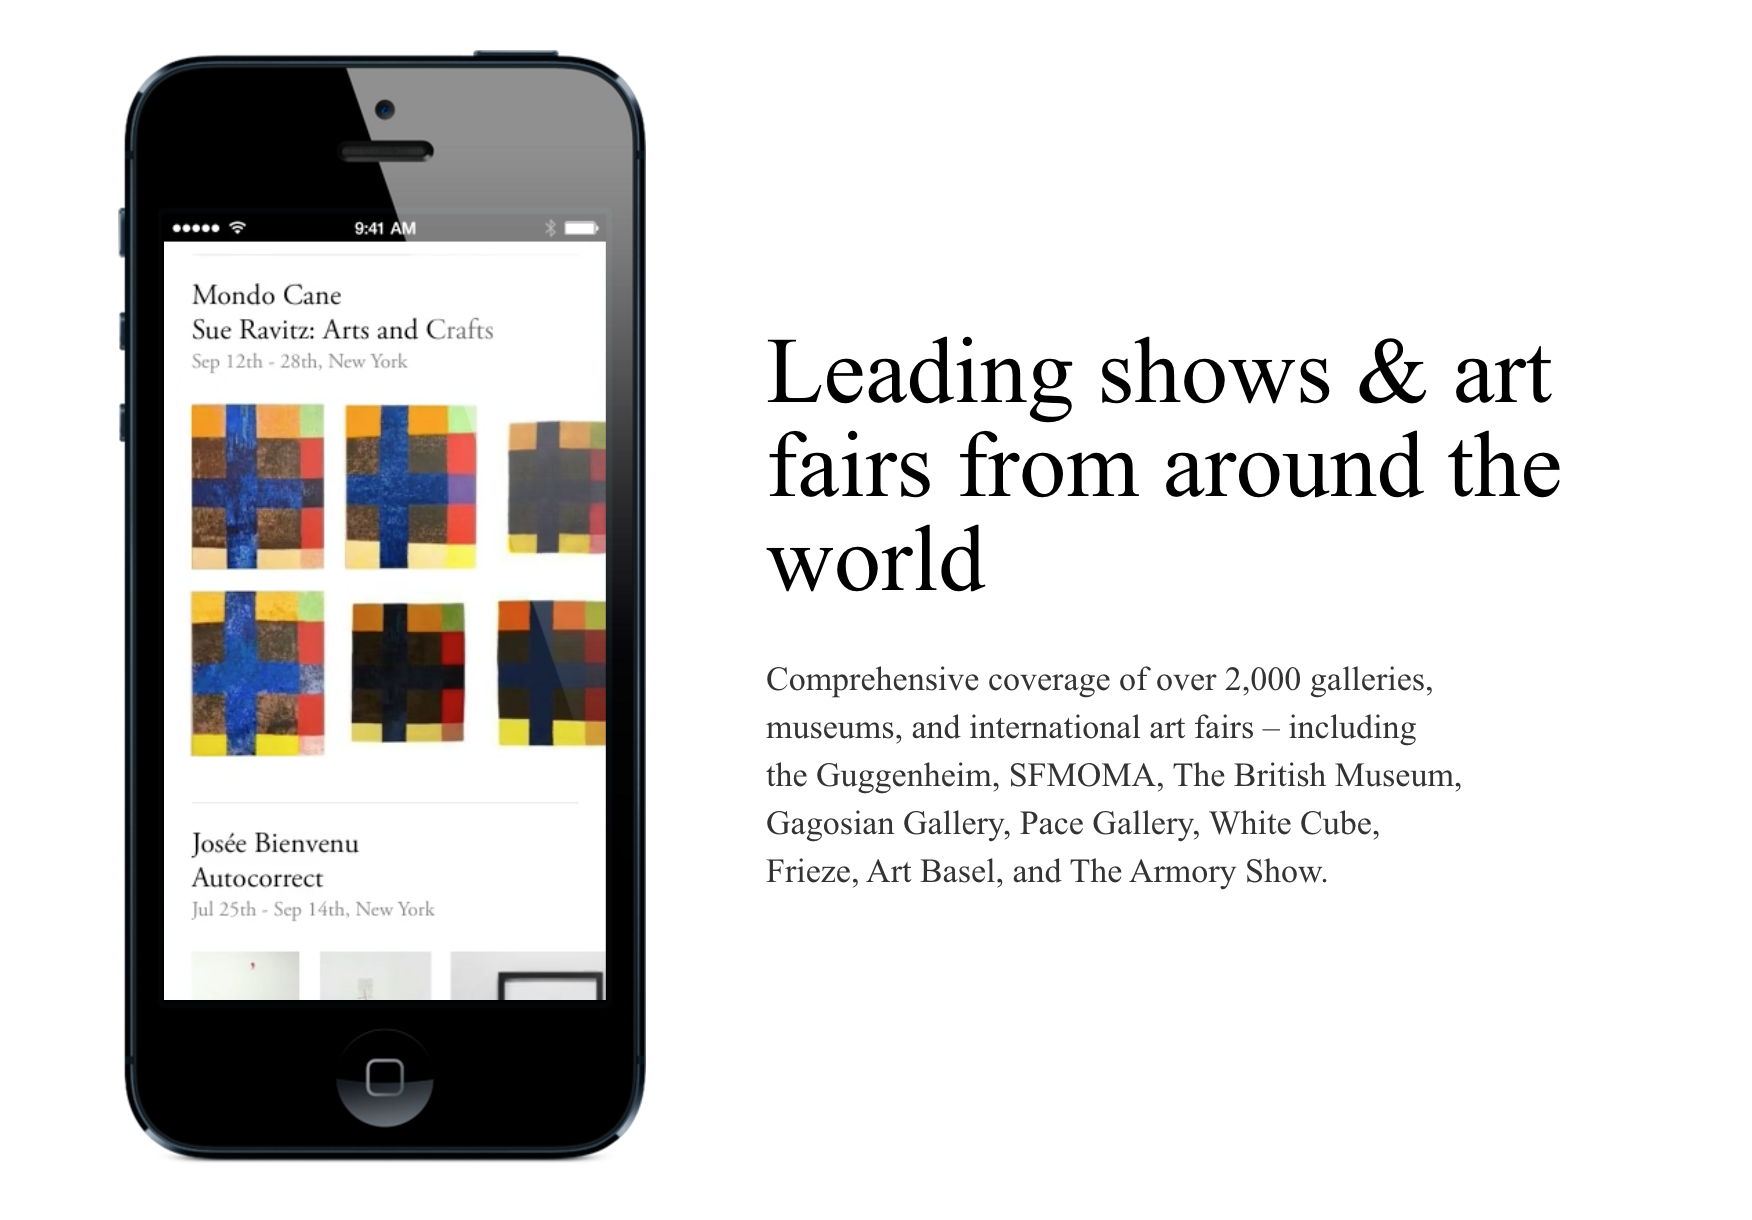 9:41 AM
Mondo Cane
Sue Ravitz: Arts and Crafts
Sep 12th - 28th, New York
Josée Bienvenu
Autocorrect
Jul 25th - Sep 14th, New York
Leading shows & art
fairs from around the
world
Comprehensive coverage of over 2,000 galleries,
museums, and international art fairs – including
the Guggenheim, SFMOMA, The British Museum,
Gagosian Gallery, Pace Gallery, White Cube,
Frieze, Art Basel, and The Armory Show.